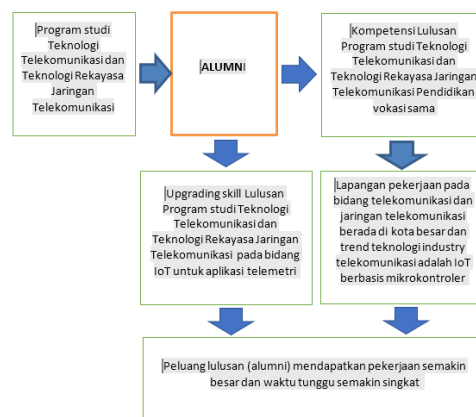 Program studi
Teknologi
Telekomunikasi dan
Teknologi Rekayasa
Jaringan
Telekomunikasi
ALUMNI
Kompetensi Lulusan
Program studi Teknologi
Telekomunikasi dan
Teknologi Rekayasa Jaringan
Telekomunikasi Pendidikan
vokasi sama
Upgrading skill Lulusan
Program studi Teknologi
Telekomunikasi dan
Teknologi Rekayasa Jaringan
Telekomunikasi pada bidang
IoT untuk aplikasi telemetri
Lapangan pekerjaan pada
bidang telekomunikasi dan
jaringan telekomunikasi
berada di kota besar dan
trend teknologi industry
telekomunikasi adalah IoT
berbasis mikrokontroler
Peluang lulusan (alumni) mendapatkan pekerjaan semakin
besar dan waktu tunggu semakin singkat